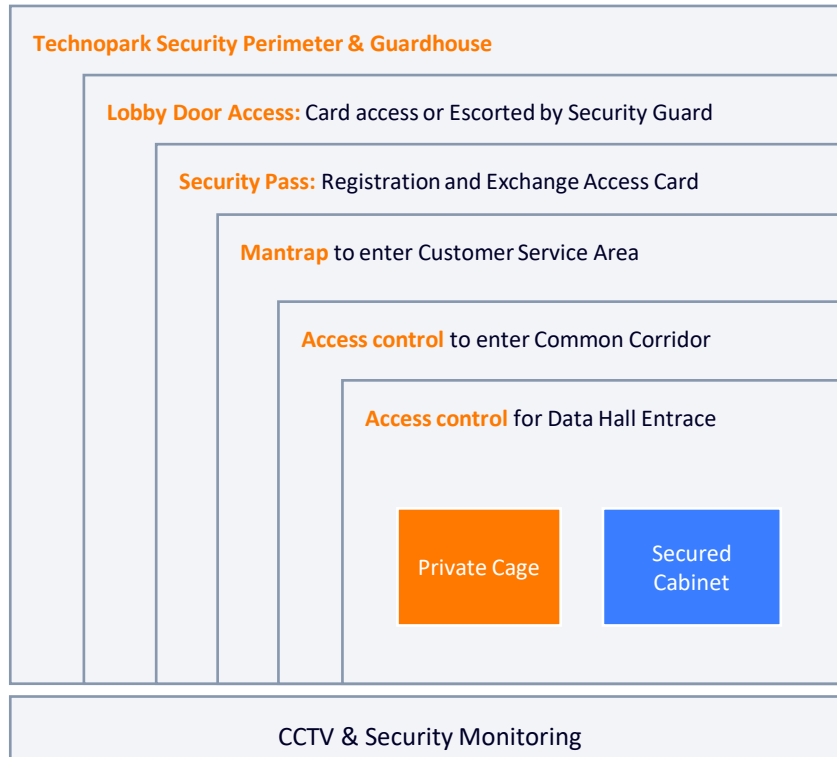 Technopark Security Perimeter & Guardhouse
Lobby Door Access: Card access or Escorted by Security Guard
Security Pass: Registration and Exchange Access Card
Mantrap to enter Customer Service Area
Access control to enter Common Corridor
Access control for Data Hall Entrace
Private Cage
Secured
Cabinet
CCTV & Security Monitoring